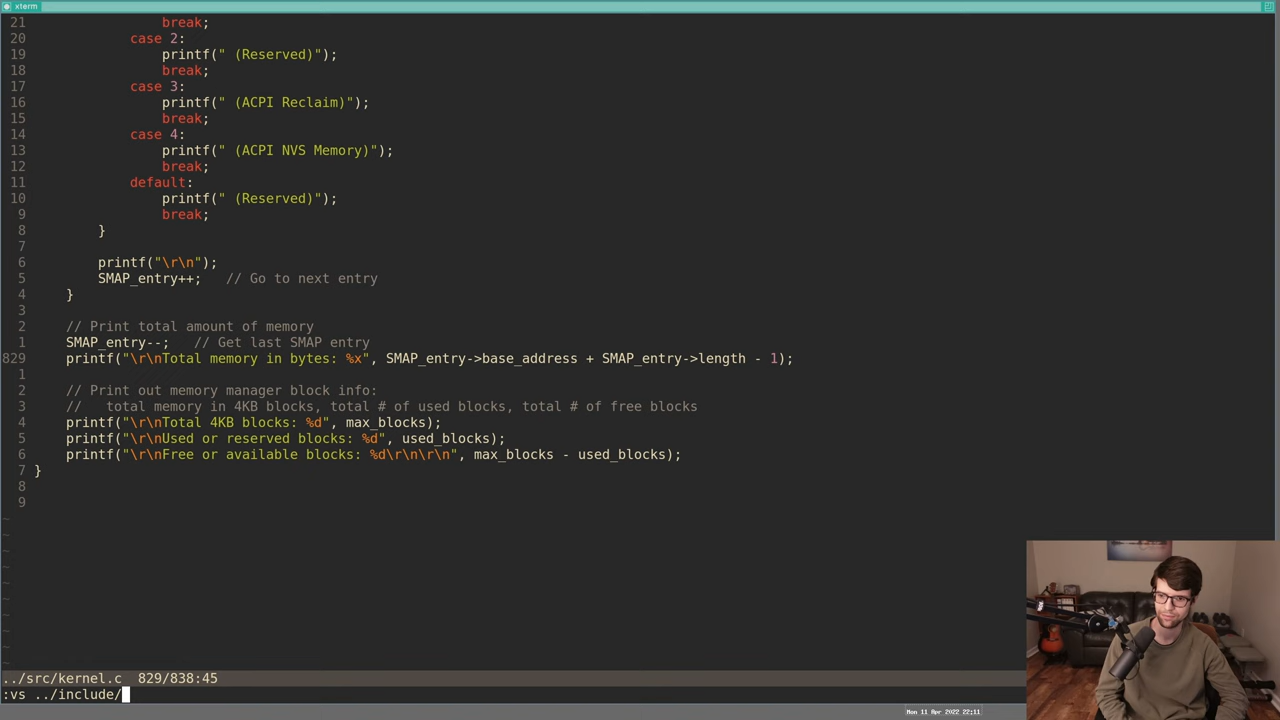 xterm
21                 break;
20             case 2:
19                 printf(" (Reserved)");
18                 break;
17             case 3:
16                 printf(" (ACPI Reclaim)");
15                 break;
14             case 4:
13                 printf(" (ACPI NVS Memory)");
12                 break;
11             default:
10                 printf(" (Reserved)");
9                 break;
8         }
7
6         printf("\r\n");
5         SMAP_entry++;   // Go to next entry
4     }
3
2     // Print total amount of memory
1     SMAP_entry--;   // Get last SMAP entry
829     printf("\r\nTotal memory in bytes: %x", SMAP_entry->base_address + SMAP_entry->length - 1);
1
2     // Print out memory manager block info:
3     //   total memory in 4KB blocks, total # of used blocks, total # of free blocks
4     printf("\r\nTotal 4KB blocks: %d", max_blocks);
5     printf("\r\nUsed or reserved blocks: %d", used_blocks);
6     printf("\r\nFree or available blocks: %d\r\n\r\n", max_blocks - used_blocks);
7 }
8
9
~
~
~
~
~
~
~
~
~
~
../src/kernel.c  829/838:45
:vs ../include/
Mon 11 Apr 2022 22:11